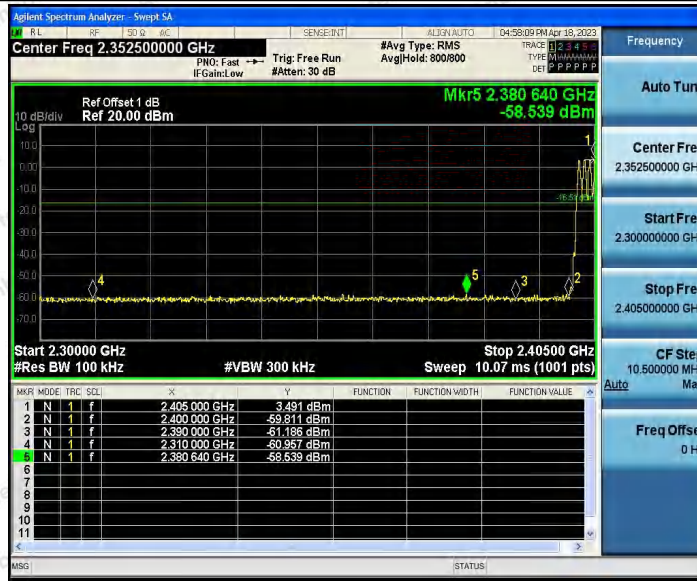 Agilent Spectrum Analyzer - Swept SA
RL RF 50 Ω AC SENSE:INT ALIGN AUTO 04:58:09 PM Apr 18, 2023
Center Freq 2.352500000 GHz
PNO: Fast
IFGain:Low
Trig: Free Run
#Atten: 30 dB
#Avg Type: RMS
Avg|Hold: 800/800
TRACE 1 2 3 4 5 6
TYPE M
DET P P P P P P
Ref Offset 1 dB
10 dB/div Ref 20.00 dBm
Log
Mkr5 2.380 640 GHz
-58.539 dBm
10.0
0.00
-10.0
-20.0
-30.0
-40.0
-50.0
-60.0
-70.0
1
2
3
4
5
Start 2.30000 GHz Stop 2.40500 GHz
#Res BW 100 kHz #VBW 300 kHz Sweep 10.07 ms (1001 pts)
MKR MODE TRC SCL X Y FUNCTION FUNCTION WIDTH FUNCTION VALUE
1 N 1 f 2.405 000 GHz 3.491 dBm
2 N 1 f 2.400 000 GHz -59.811 dBm
3 N 1 f 2.390 000 GHz -61.186 dBm
4 N 1 f 2.310 000 GHz -60.957 dBm
5 N 1 f 2.380 640 GHz -58.539 dBm
6
7
8
9
10
11
MSG STATUS
Frequency
Auto Tun
Center Fre
2.352500000 GH
Start Fre
2.300000000 GH
Stop Fre
2.405000000 GH
CF Ste
10.500000 MH
Auto Ma
Freq Offse
0 H